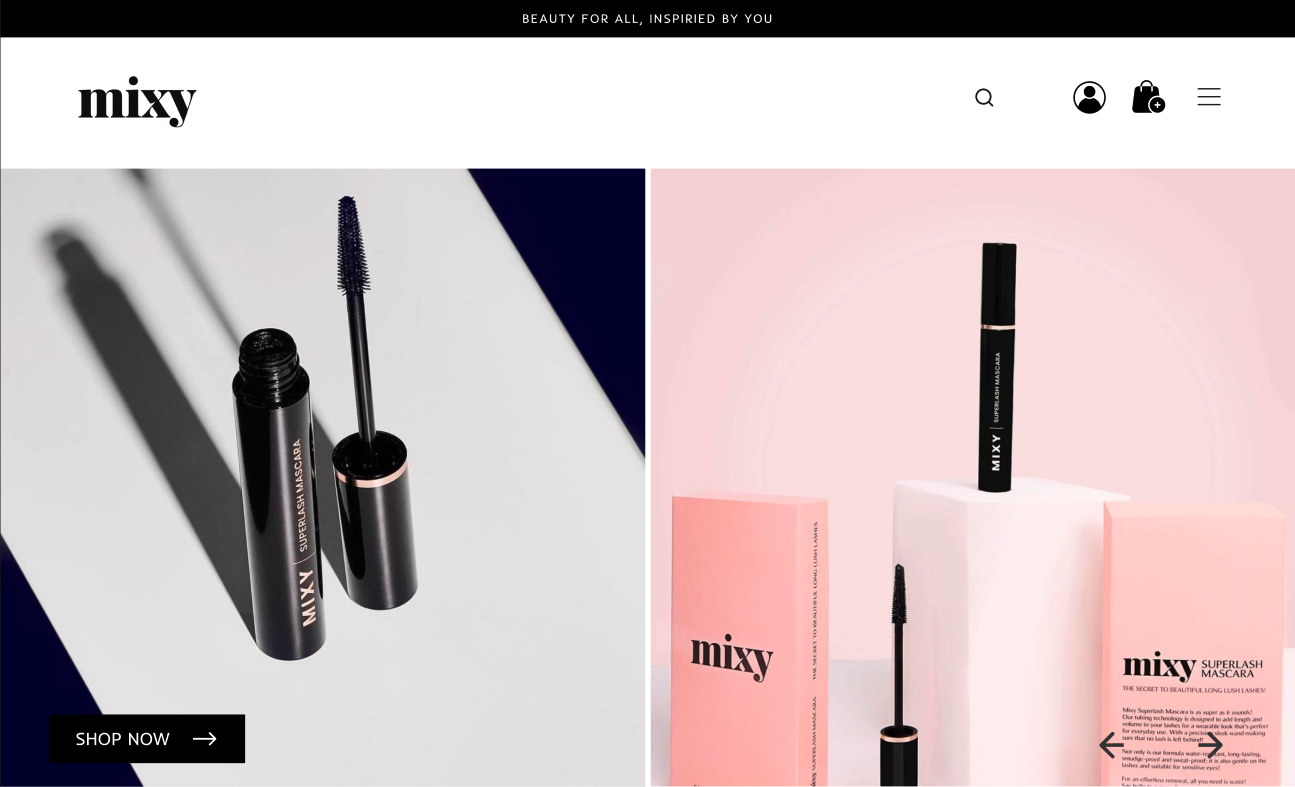 BEAUTY FOR ALL, INSPIRIED BY YOU
mixy
MIXY | SUPERLASH MASCARA
SHOP NOW
MIXY | SUPERLASH MASCARA
mixy
THE SECRET TO BEAUTIFUL LONG LUSH LASHES
mixy SUPERLASH MASCARA
mixy SUPERLASH
MASCARA
THE SECRET TO BEAUTIFUL LONG LUSH LASHES!
Mixy Superlash Mascara is as super as it sounds!
Our tubing technology is designed to add length and
volume to your lashes for a wearable look that's perfect
for everyday use. With a precision sleek wand making
sure that no lash is left behind!
Not only is our formula water-resistant, long-lasting,
smudge-proof and sweat-proof; it is also gentle on the
lashes and suitable for sensitive eyes!
For an effortless removal, all you need is water!